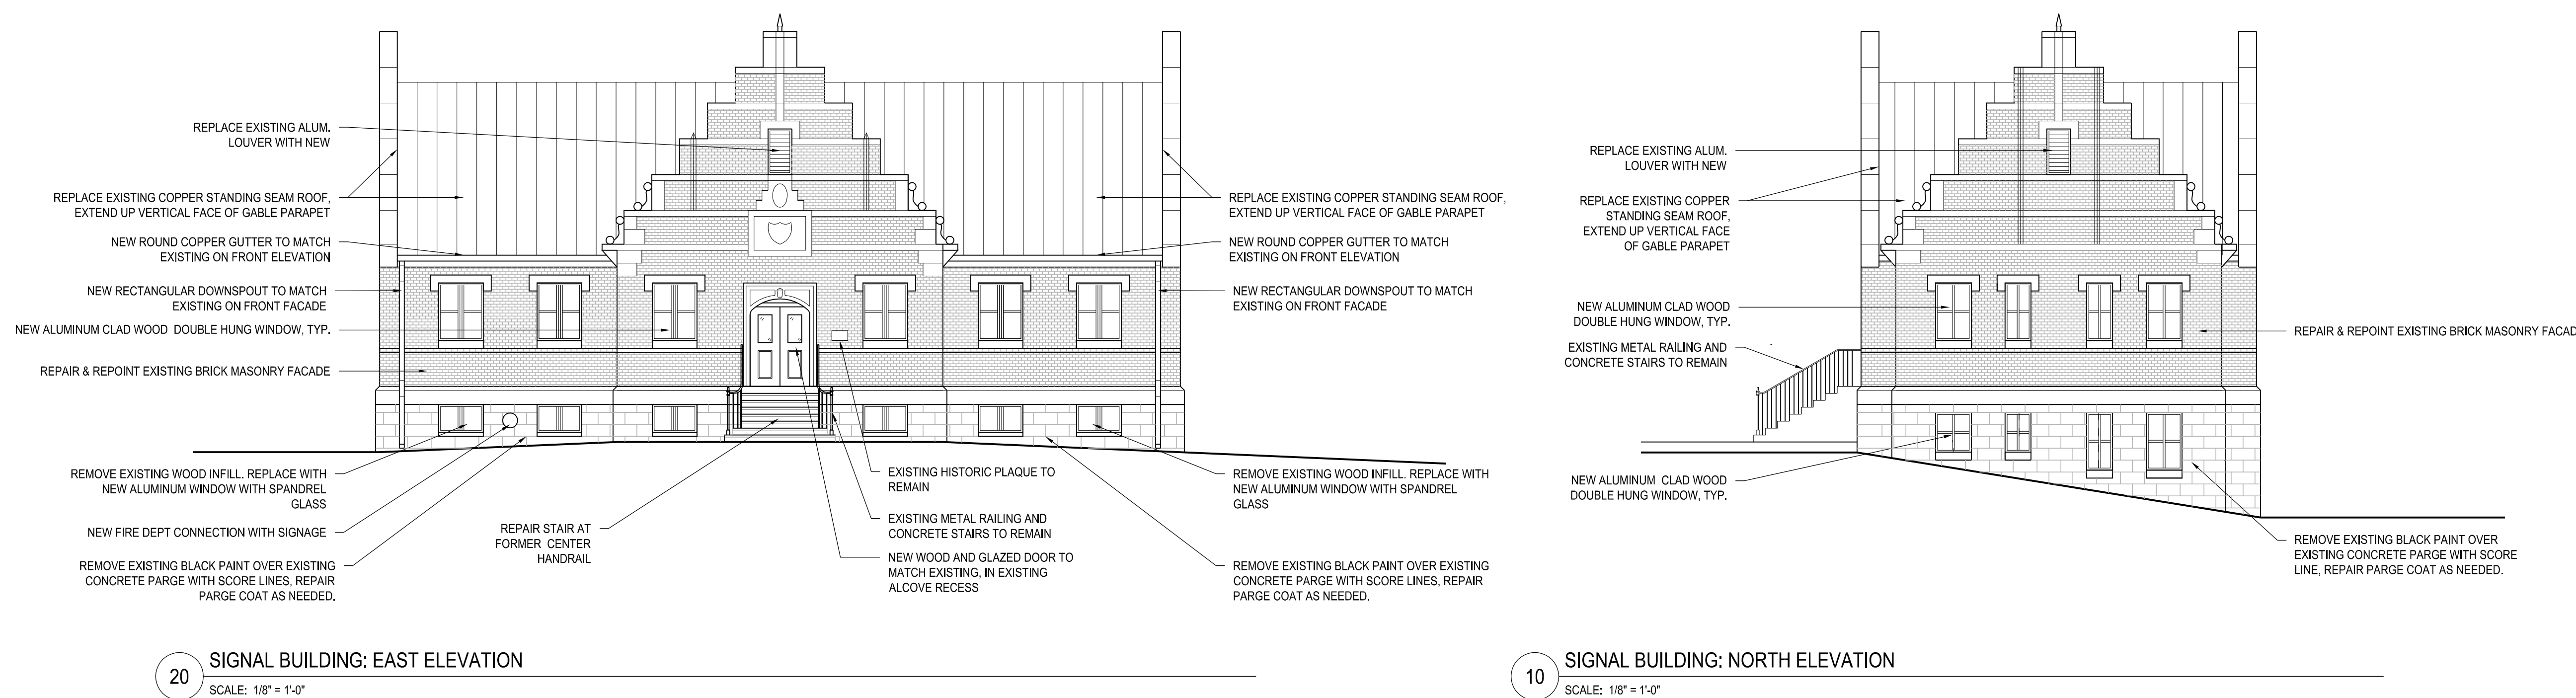 REPLACE EXISTING ALUM.
LOUVER WITH NEW
REPLACE EXISTING COPPER STANDING SEAM ROOF,
EXTEND UP VERTICAL FACE OF GABLE PARAPET
NEW ROUND COPPER GUTTER TO MATCH
EXISTING ON FRONT ELEVATION
NEW RECTANGULAR DOWNSPOUT TO MATCH
EXISTING ON FRONT FACADE
NEW ALUMINUM CLAD WOOD DOUBLE HUNG WINDOW, TYP.
REPAIR & REPOINT EXISTING BRICK MASONRY FACADE
REMOVE EXISTING WOOD INFILL. REPLACE WITH
NEW ALUMINUM WINDOW WITH SPANDREL
GLASS
NEW FIRE DEPT CONNECTION WITH SIGNAGE
REMOVE EXISTING BLACK PAINT OVER EXISTING
CONCRETE PARGE WITH SCORE LINES, REPAIR
PARGE COAT AS NEEDED.
REPAIR STAIR AT
FORMER CENTER
HANDRAIL
EXISTING HISTORIC PLAQUE TO
REMAIN
EXISTING METAL RAILING AND
CONCRETE STAIRS TO REMAIN
NEW WOOD AND GLAZED DOOR TO
MATCH EXISTING, IN EXISTING
ALCOVE RECESS
REPLACE EXISTING COPPER STANDING SEAM ROOF,
EXTEND UP VERTICAL FACE OF GABLE PARAPET
NEW ROUND COPPER GUTTER TO MATCH
EXISTING ON FRONT ELEVATION
NEW RECTANGULAR DOWNSPOUT TO MATCH
EXISTING ON FRONT FACADE
REMOVE EXISTING WOOD INFILL. REPLACE WITH
NEW ALUMINUM WINDOW WITH SPANDREL
GLASS
REMOVE EXISTING BLACK PAINT OVER EXISTING
CONCRETE PARGE WITH SCORE LINES, REPAIR
PARGE COAT AS NEEDED.
20
SIGNAL BUILDING: EAST ELEVATION
SCALE: 1/8" = 1'-0"
REPLACE EXISTING ALUM.
LOUVER WITH NEW
REPLACE EXISTING COPPER
STANDING SEAM ROOF,
EXTEND UP VERTICAL FACE
OF GABLE PARAPET
NEW ALUMINUM CLAD WOOD
DOUBLE HUNG WINDOW, TYP.
EXISTING METAL RAILING AND
CONCRETE STAIRS TO REMAIN
NEW ALUMINUM CLAD WOOD
DOUBLE HUNG WINDOW, TYP.
REPAIR & REPOINT EXISTING BRICK MASONRY FACAD
REMOVE EXISTING BLACK PAINT OVER
EXISTING CONCRETE PARGE WITH SCORE
LINE, REPAIR PARGE COAT AS NEEDED.
10
SIGNAL BUILDING: NORTH ELEVATION
SCALE: 1/8" = 1'-0"